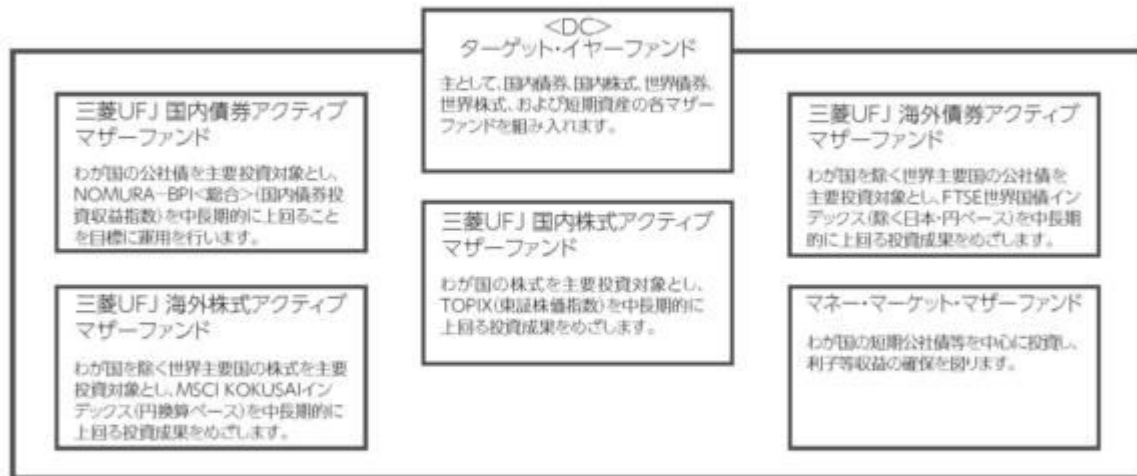 <DC>
ターゲット・イヤーファンド
主として、国内債券、国内株式、世界債券、
世界株式、および短期資産の各マザー
ファンドを組み入れます。
三菱UFJ 国内債券アクティブ
マザーファンド
わが国の公社債を主要投資対象とし、
NOMURA-BPI<総合>(国内債券投
資収益指数)を中長期的に上回ること
を目標に運用を行います。
三菱UFJ 海外株式アクティブ
マザーファンド
わが国を除く世界主要国の株式を主要
投資対象とし、MSCI KOKUSAIイン
デックス(円換算ベース)を中長期的に
上回る投資成果をめざします。
三菱UFJ 国内株式アクティブ
マザーファンド
わが国の株式を主要投資対象とし、
TOPIX(東証株価指数)を中長期的に
上回る投資成果をめざします。
三菱UFJ 海外債券アクティブ
マザーファンド
わが国を除く世界主要国の公社債を
主要投資対象とし、FTSE世界国債イン
デックス(除く日本・円ベース)を中長期
的に上回る投資成果をめざします。
マネー・マーケット・マザーファンド
わが国の短期公社債等を中心に投資し、
利子等収益の確保を図ります。